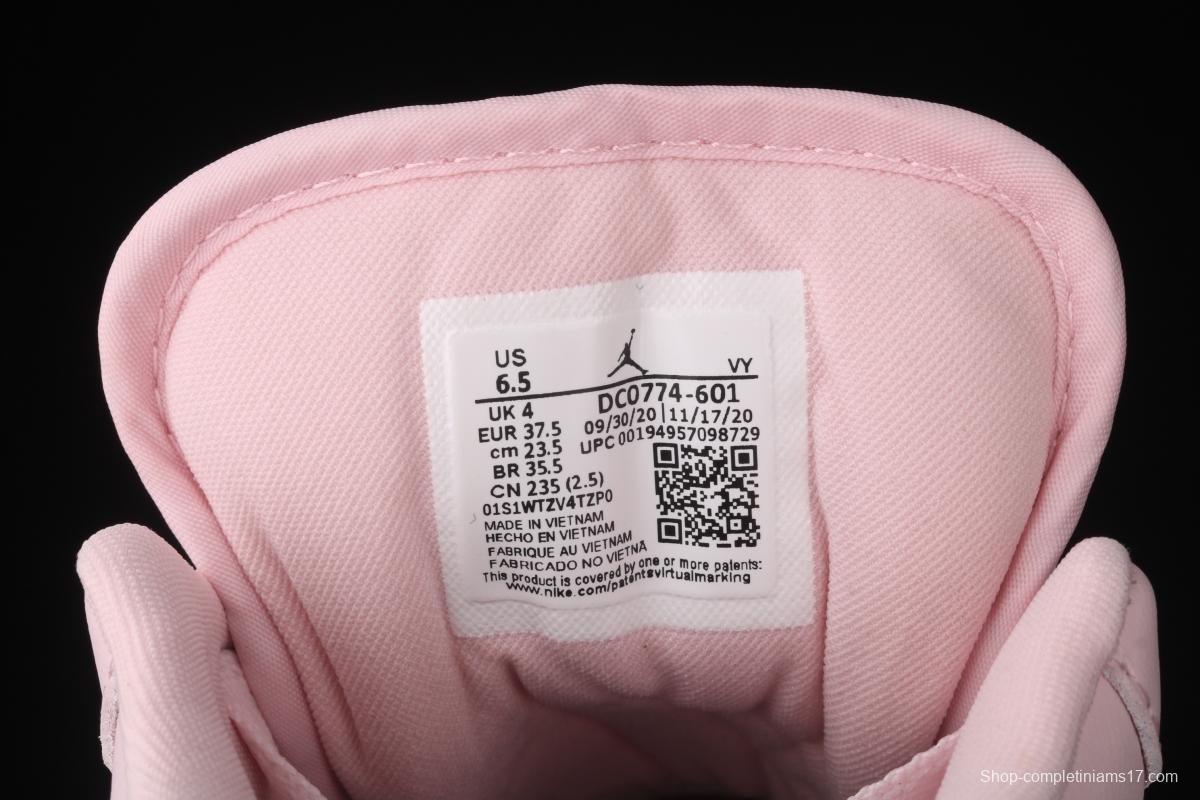 US
6.5
VY
UK 4
EUR 37.5
cm 23.5
BR 35.5
CN 235 (2.5)
01S1WTZV4TZP0
DC0774-601
09/30/20 | 11/17/20
UPC 00194957098729
MADE IN VIETNAM
HECHO EN VIETNAM
FABRIQUE AU VIETNAM
FABRICADO NO VIETNÃ
This product is covered by one or more patents:
www.nike.com/patentsvirtualmarking
Shop-completiniams17.com